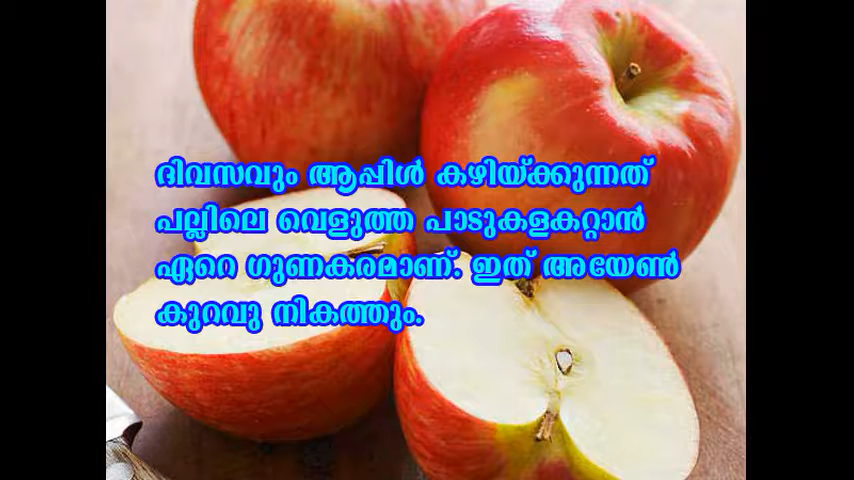 ദിവസവും ആപ്പിൾ കഴിയ്ക്കുന്നത്
പല്ലിലെ വെളുത്ത പാടുകളകറ്റാൻ
ഏറെ ഗുണകരമാണ്. ഇത് അയേൺ
കുറവു നികത്തും.